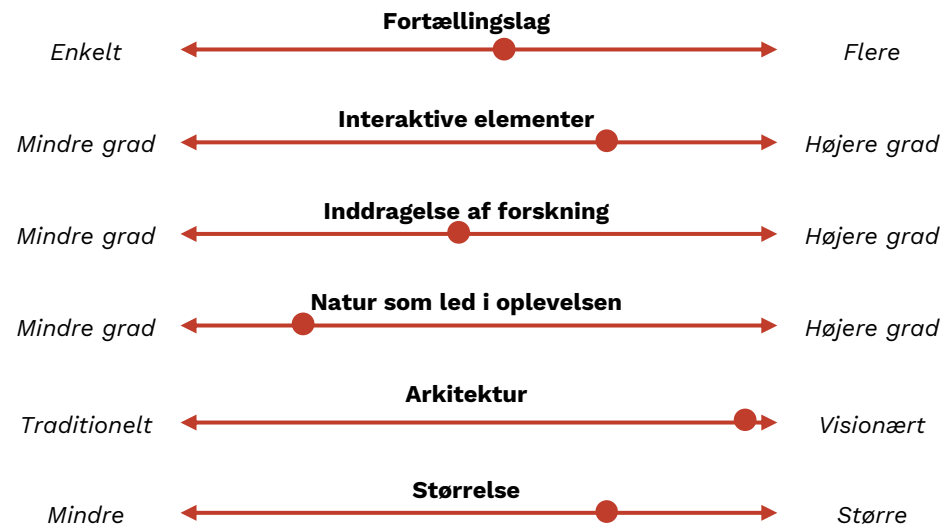 Fortællingslag
Enkelt Flere
Interaktive elementer
Mindre grad Højere grad
Inddragelse af forskning
Mindre grad Højere grad
Natur som led i oplevelsen
Mindre grad Højere grad
Arkitektur
Traditionelt Visionært
Størrelse
Mindre Større